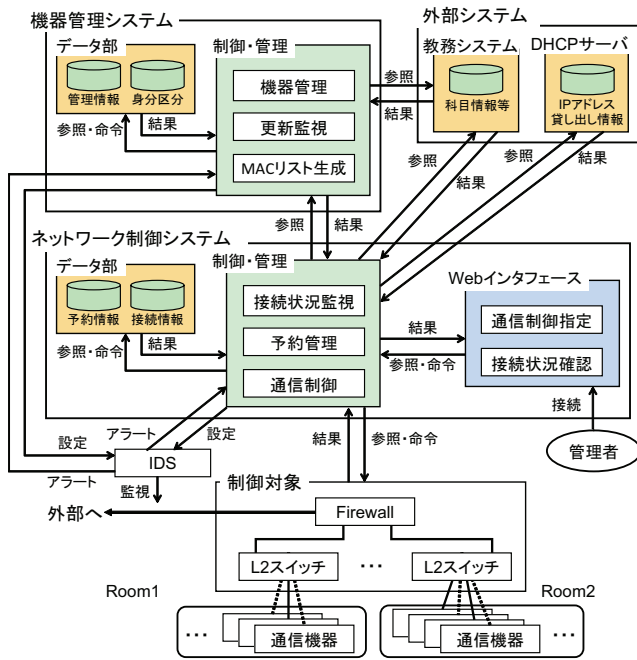 機器管理システム
外部システム
データ部
管理情報
身分区分
制御・管理
機器管理
更新監視
MACリスト生成
教務システム
科目情報等
DHCPサーバ
IPアドレス
貸し出し情報
参照
結果
参照・命令
結果
参照
結果
参照
結果
参照
結果
ネットワーク制御システム
データ部
予約情報
接続情報
制御・管理
接続状況監視
予約管理
通信制御
Webインタフェース
通信制御指定
接続状況確認
結果
参照・命令
参照・命令
結果
接続
管理者
アラート
設定
設定
アラート
IDS
監視
結果
参照・命令
外部へ
制御対象
Firewall
L2スイッチ
・・・
L2スイッチ
Room1
Room2
・・・
通信機器
・・・
通信機器